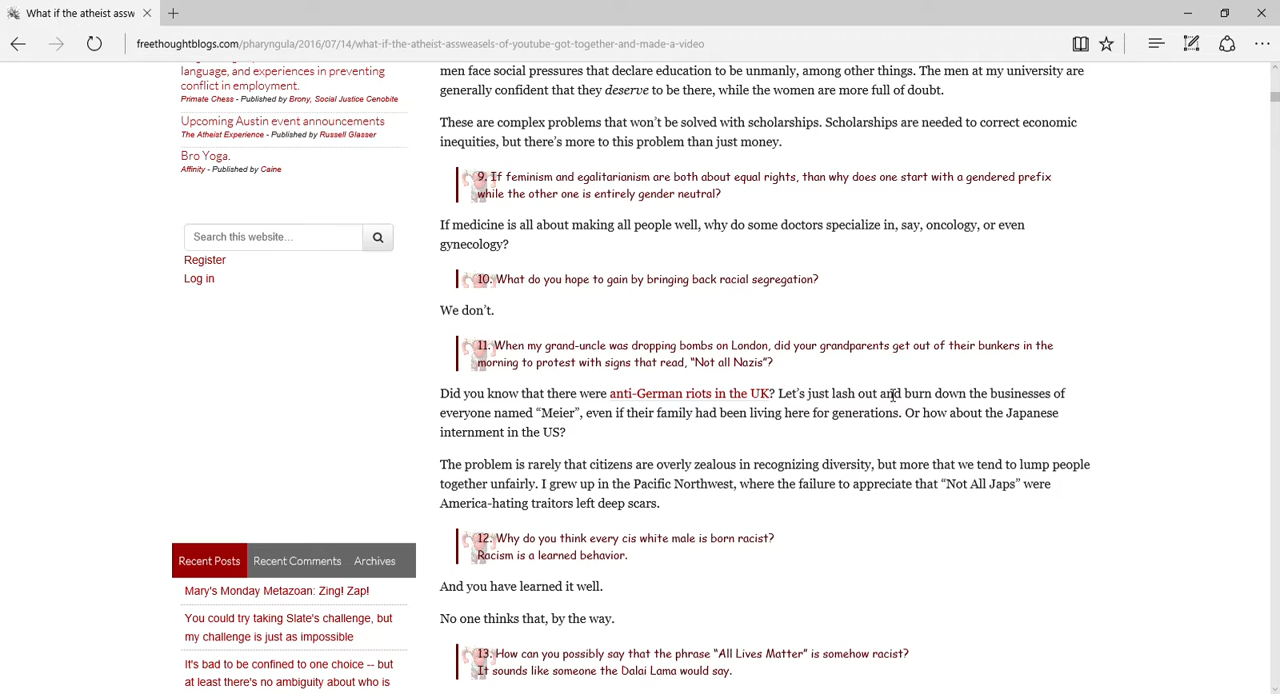 What if the atheist assw
freethoughtblogs.com/pharyngula/2016/07/14/what-if-the-atheist-assweasels-of-youtube-got-together-and-made-a-video
language, and experiences in preventing
conflict in employment.
Primate Chess - Published by Brony, Social Justice Cenobite
Upcoming Austin event announcements
The Atheist Experience - Published by Russell Glasser
Bro Yoga.
Affinity - Published by Caine
Search this website...
Register
Log in
Recent Posts
Recent Comments
Archives
Mary's Monday Metazoan: Zing! Zap!
You could try taking Slate's challenge, but
my challenge is just as impossible
It's bad to be confined to one choice -- but
at least there's no ambiguity about who is
men face social pressures that declare education to be unmanly, among other things. The men at my university are
generally confident that they deserve to be there, while the women are more full of doubt.
These are complex problems that won't be solved with scholarships. Scholarships are needed to correct economic
inequities, but there's more to this problem than just money.
9. If feminism and egalitarianism are both about equal rights, than why does one start with a gendered prefix
while the other one is entirely gender neutral?
If medicine is all about making all people well, why do some doctors specialize in, say, oncology, or even
gynecology?
10. What do you hope to gain by bringing back racial segregation?
We don't.
11. When my grand-uncle was dropping bombs on London, did your grandparents get out of their bunkers in the
morning to protest with signs that read, "Not all Nazis"?
Did you know that there were anti-German riots in the UK? Let's just lash out and burn down the businesses of
everyone named "Meier", even if their family had been living here for generations. Or how about the Japanese
internment in the US?
The problem is rarely that citizens are overly zealous in recognizing diversity, but more that we tend to lump people
together unfairly. I grew up in the Pacific Northwest, where the failure to appreciate that "Not All Japs" were
America-hating traitors left deep scars.
12. Why do you think every cis white male is born racist?
Racism is a learned behavior.
And you have learned it well.
No one thinks that, by the way.
13. How can you possibly say that the phrase "All Lives Matter" is somehow racist?
It sounds like someone the Dalai Lama would say.